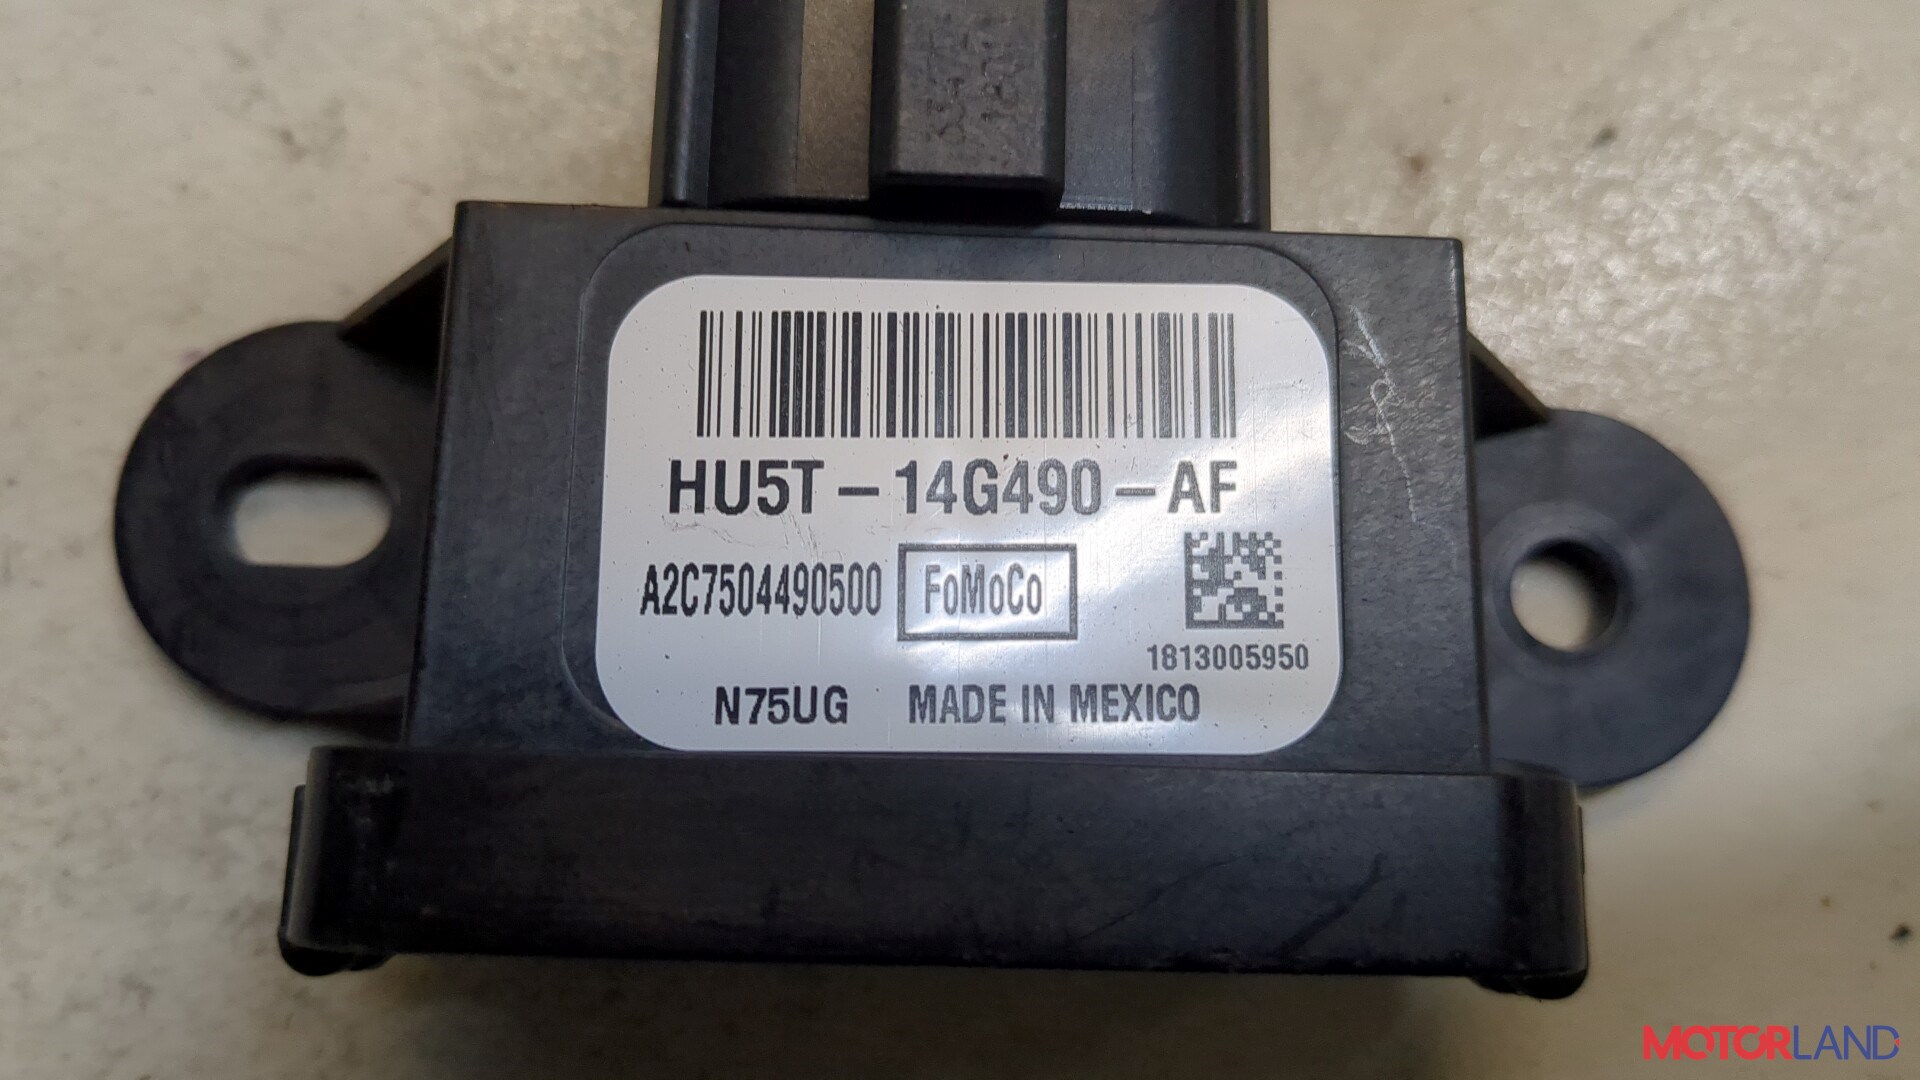 HU5T-14G490-AF
A2C7504490500 FoMoCo
1813005950
N75UG MADE IN MEXICO
MOTORLAND